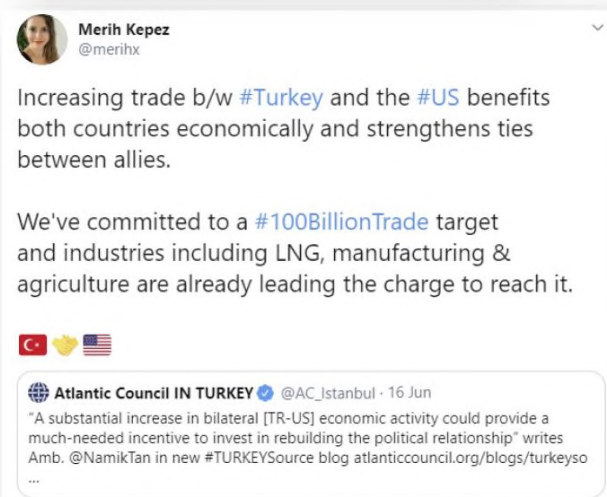 Merih Kepez
@merihx
Increasing trade b/w #Turkey and the #US benefits
both countries economically and strengthens ties
between allies.
We've committed to a #100BillionTrade target
and industries including LNG, manufacturing &
agriculture are already leading the charge to reach it.
Atlantic Council IN TURKEY @AC_Istanbul · 16 Jun
"A substantial increase in bilateral [TR-US] economic activity could provide a
much-needed incentive to invest in rebuilding the political relationship" writes
Amb. @NamikTan in new #TURKEYSource blog atlanticcouncil.org/blogs/turkeyso
...